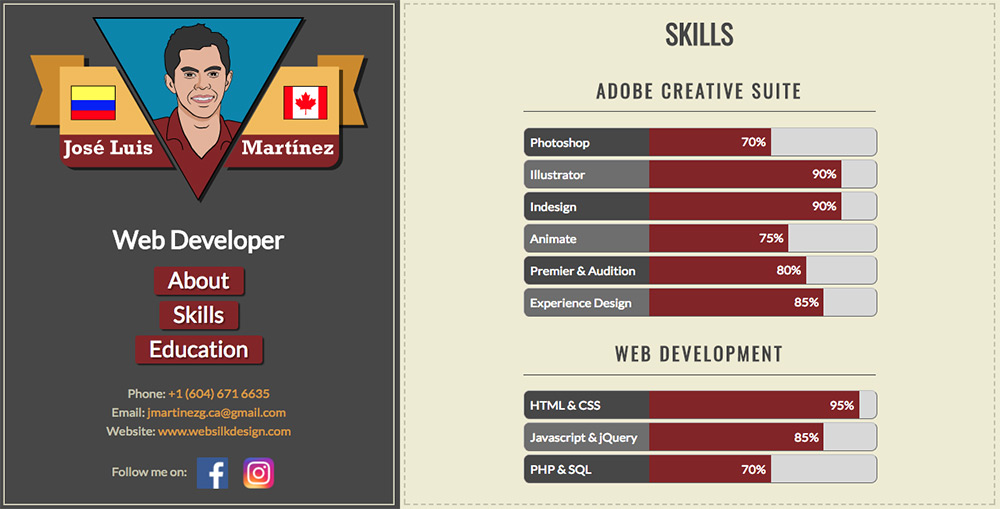 José Luis Martínez
Web Developer
About
Skills
Education
Phone: +1 (604) 671 6635
Email: jmartinezg.ca@gmail.com
Website: www.websilkdesign.com
Follow me on:
SKILLS
ADOBE CREATIVE SUITE
Photoshop 70%
Illustrator 90%
Indesign 90%
Animate 75%
Premier & Audition 80%
Experience Design 85%
WEB DEVELOPMENT
HTML & CSS 95%
Javascript & jQuery 85%
PHP & SQL 70%